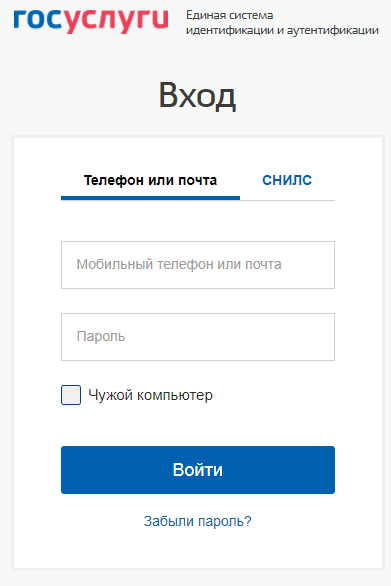 госуслуги
Единая система
идентификации и аутентификации
Вход
Телефон или почта
СНИЛС
Мобильный телефон или почта
Пароль
Чужой компьютер
Войти
Забыли пароль?